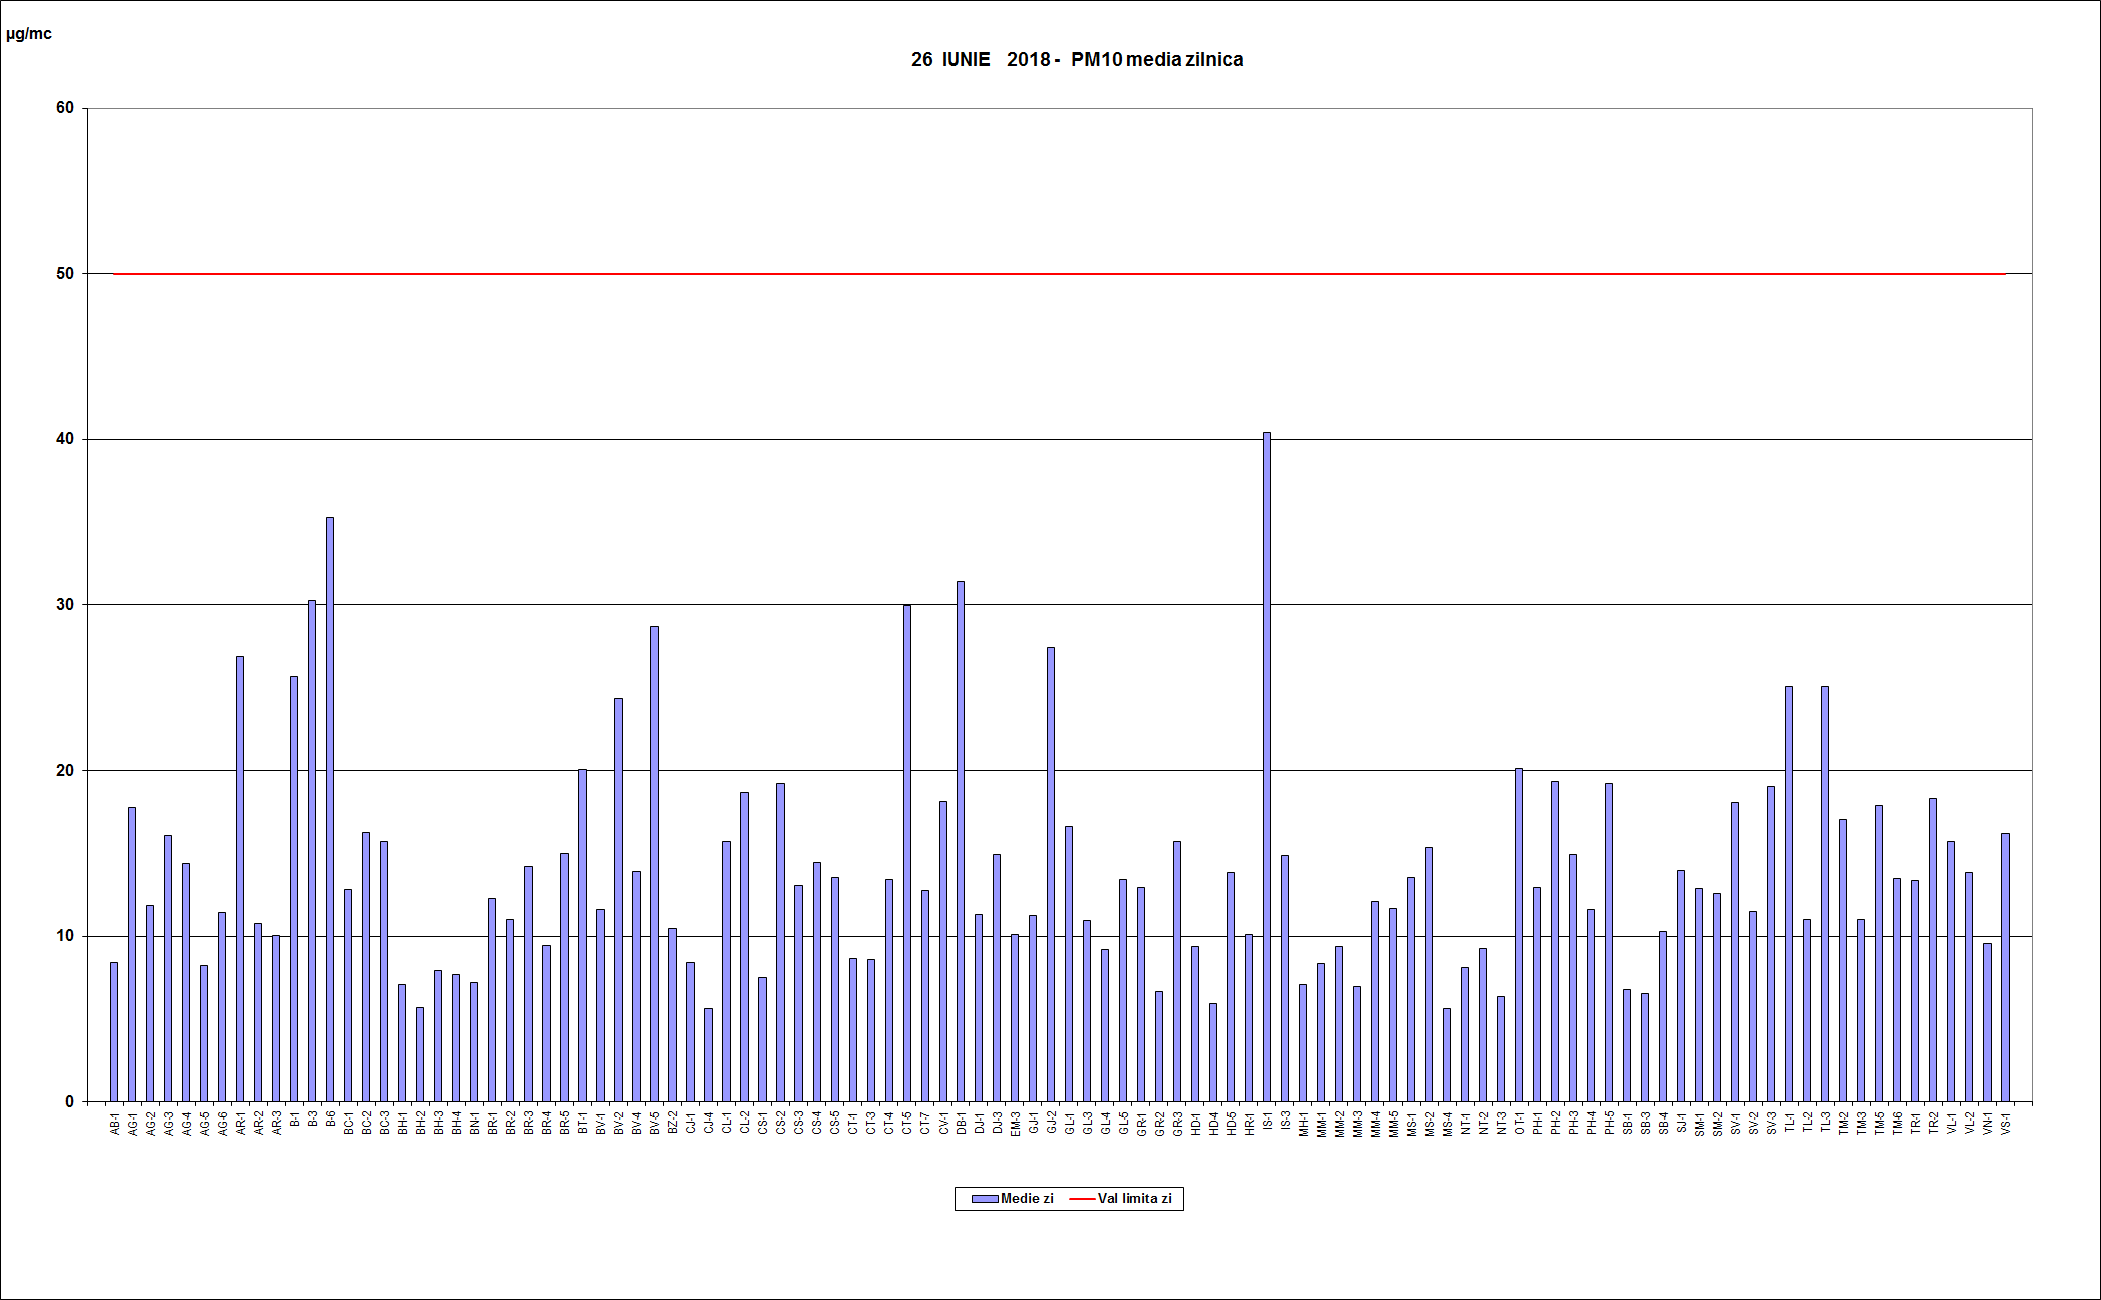 µg/mc
26 IUNIE 2018 - PM10 media zilnica
60
50
40
30
20
10
0
AB-1 AG-1 AG-2 AG-3 AG-4 AG-5 AG-6 AR-1 AR-2 AR-3 B-1 B-3 B-6 BC-1 BC-2 BC-3 BH-1 BH-2 BH-3 BH-4 BN-1 BR-1 BR-2 BR-3 BR-4 BR-5 BT-1 BV-1 BV-2 BV-4 BV-5 BZ-2 CJ-1 CJ-4 CL-1 CL-2 CS-1 CS-2 CS-3 CS-4 CS-5 CT-1 CT-3 CT-4 CT-5 CT-7 CV-1 DB-1 DJ-1 DJ-3 EM-3 GJ-1 GJ-2 GL-1 GL-3 GL-4 GL-5 GR-1 GR-2 GR-3 HD-1 HD-4 HD-5 HR-1 IS-1 IS-3 MH-1 MM-1 MM-2 MM-3 MM-4 MM-5 MS-1 MS-2 MS-4 NT-1 NT-2 NT-3 OT-1 PH-1 PH-2 PH-3 PH-4 PH-5 SB-1 SB-3 SB-4 SJ-1 SM-1 SM-2 SV-1 SV-2 SV-3 TL-1 TL-2 TL-3 TM-2 TM-3 TM-5 TM-6 TR-1 TR-2 VL-1 VL-2 VN-1 VS-1
Medie zi Val limita zi